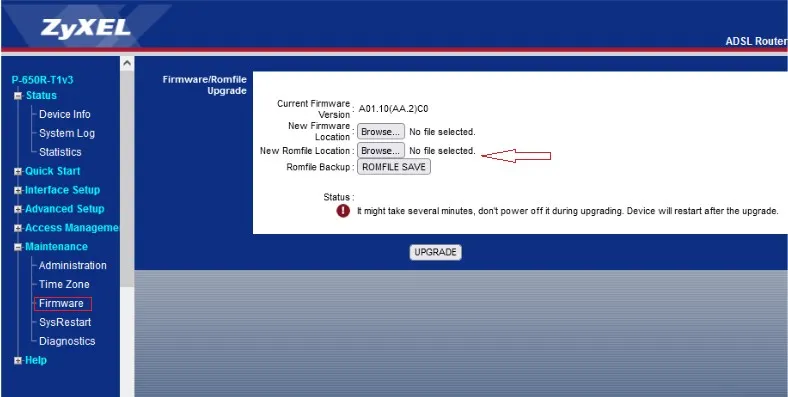 ZyXEL
ADSL Router
P-650R-T1v3
Status
Device Info
System Log
Statistics
Quick Start
Interface Setup
Advanced Setup
Access Manageme
Maintenance
Administration
Time Zone
Firmware
SysRestart
Diagnostics
Help
Firmware/Romfile
Upgrade
Current Firmware
Version : A01.10(AA.2)C0
New Firmware
Location : Browse... No file selected.
New Romfile Location : Browse... No file selected.
Romfile Backup : ROMFILE SAVE
Status :
It might take several minutes, don't power off it during upgrading. Device will restart after the upgrade.
UPGRADE